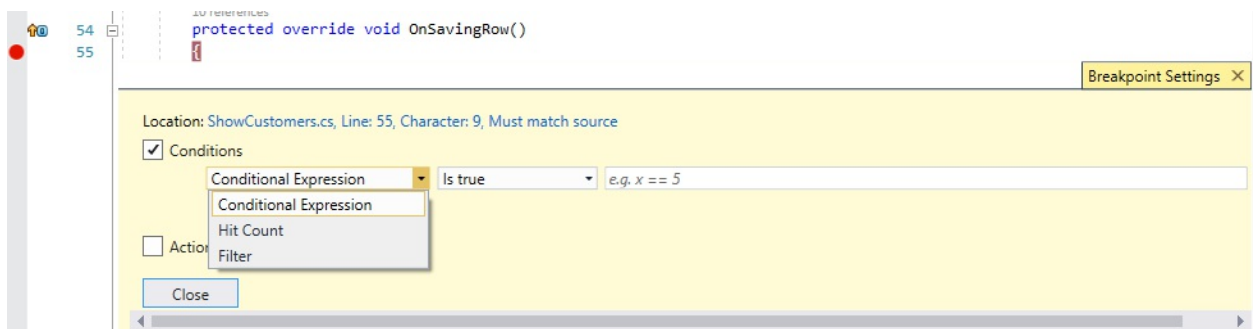 10 references
54 protected override void OnSavingRow()
55 {
Breakpoint Settings
Location: ShowCustomers.cs, Line: 55, Character: 9, Must match source
Conditions
Conditional Expression Is true e.g. x == 5
Conditional Expression
Hit Count
Filter
Close